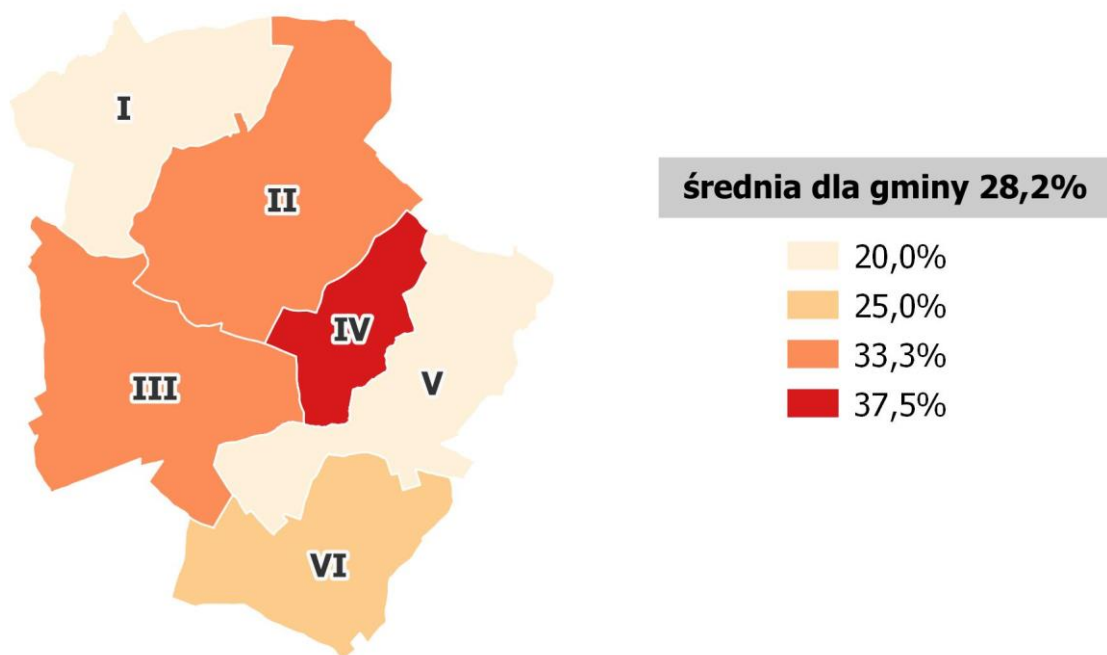 I
II
III
IV
V
VI
średnia dla gminy 28,2%
20,0%
25,0%
33,3%
37,5%